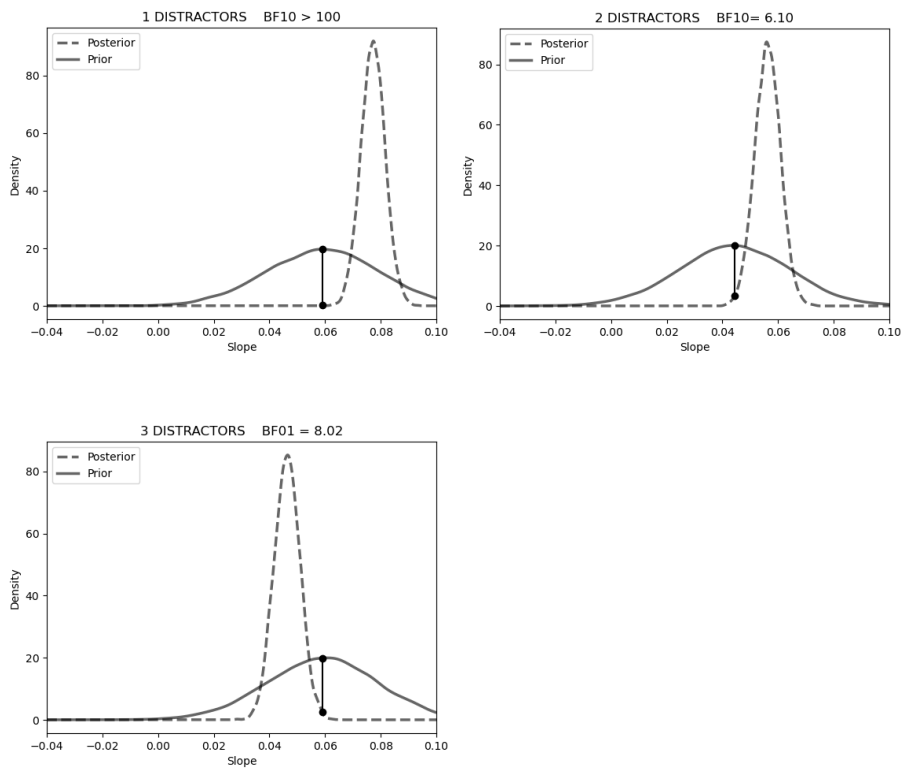 1 DISTRACTORS    BF10 > 100
Posterior
Prior
Density
80
60
40
20
0
−0.04 −0.02 0.00 0.02 0.04 0.06 0.08 0.10
Slope
2 DISTRACTORS    BF10= 6.10
Posterior
Prior
Density
80
60
40
20
0
−0.04 −0.02 0.00 0.02 0.04 0.06 0.08 0.10
Slope
3 DISTRACTORS    BF01 = 8.02
Posterior
Prior
Density
80
60
40
20
0
−0.04 −0.02 0.00 0.02 0.04 0.06 0.08 0.10
Slope